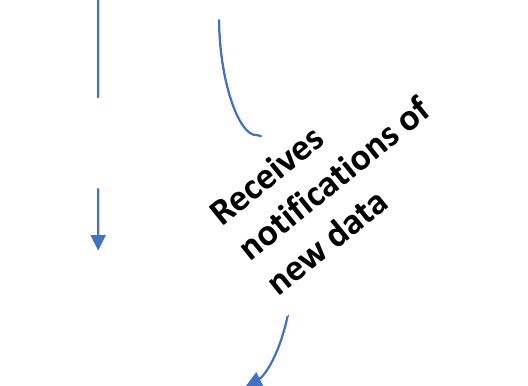 Receives
notifications of
new data